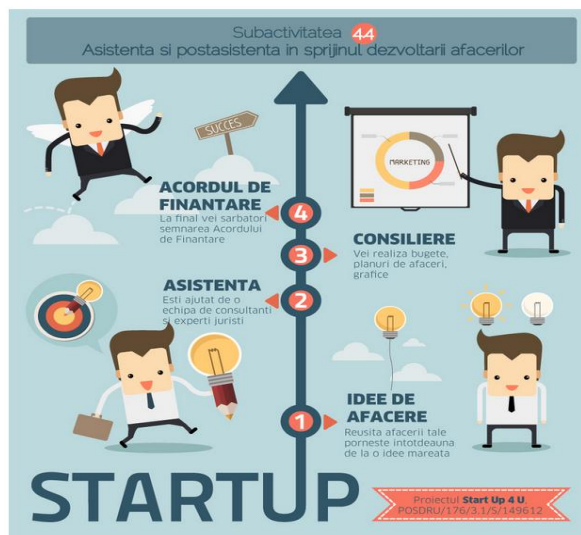 Subactivitatea 4.4
Asistenta si postasistenta in sprijinul dezvoltarii afacerilor
SUCCES
MARKETING
ACORDUL DE
FINANTARE
La final vei sarbatori
semnarea Acordului
de Finantare
4
3
CONSILIERE
Vei realiza bugete,
planuri de afaceri,
grafice
ASISTENTA
Esti ajutat de o
echipa de consultanti
si experti juristi
2
IDEE DE
AFACERE
Reusita afacerii tale
porneste intotdeauna
de la o idee mareata
1
STARTUP
Proiectul Start Up 4 U,
POSDRU/176/3.1/S/149612